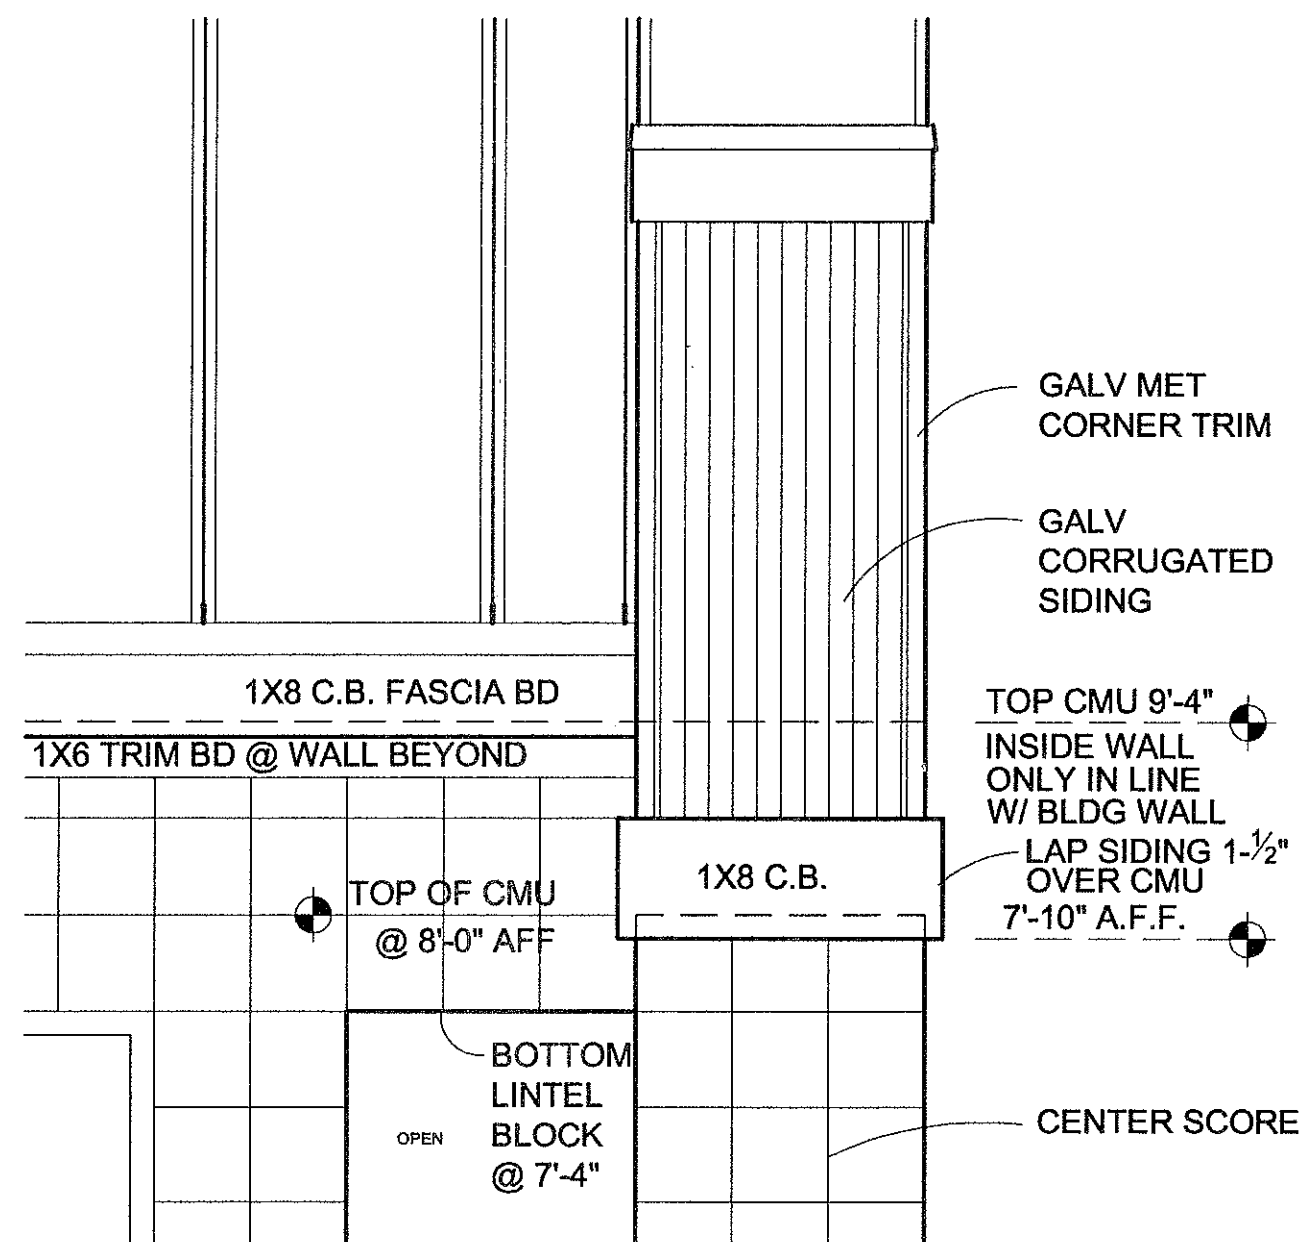 GALV MET
CORNER TRIM
GALV
CORRUGATED
SIDING
1X8 C.B. FASCIA BD
TOP CMU 9'-4"
1X6 TRIM BD @ WALL BEYOND
INSIDE WALL
ONLY IN LINE
W/ BLDG WALL
LAP SIDING 1-½"
OVER CMU
7'-10" A.F.F.
1X8 C.B.
TOP OF CMU
@ 8'-0" AFF
BOTTOM
LINTEL
BLOCK
@ 7'-4"
OPEN
CENTER SCORE